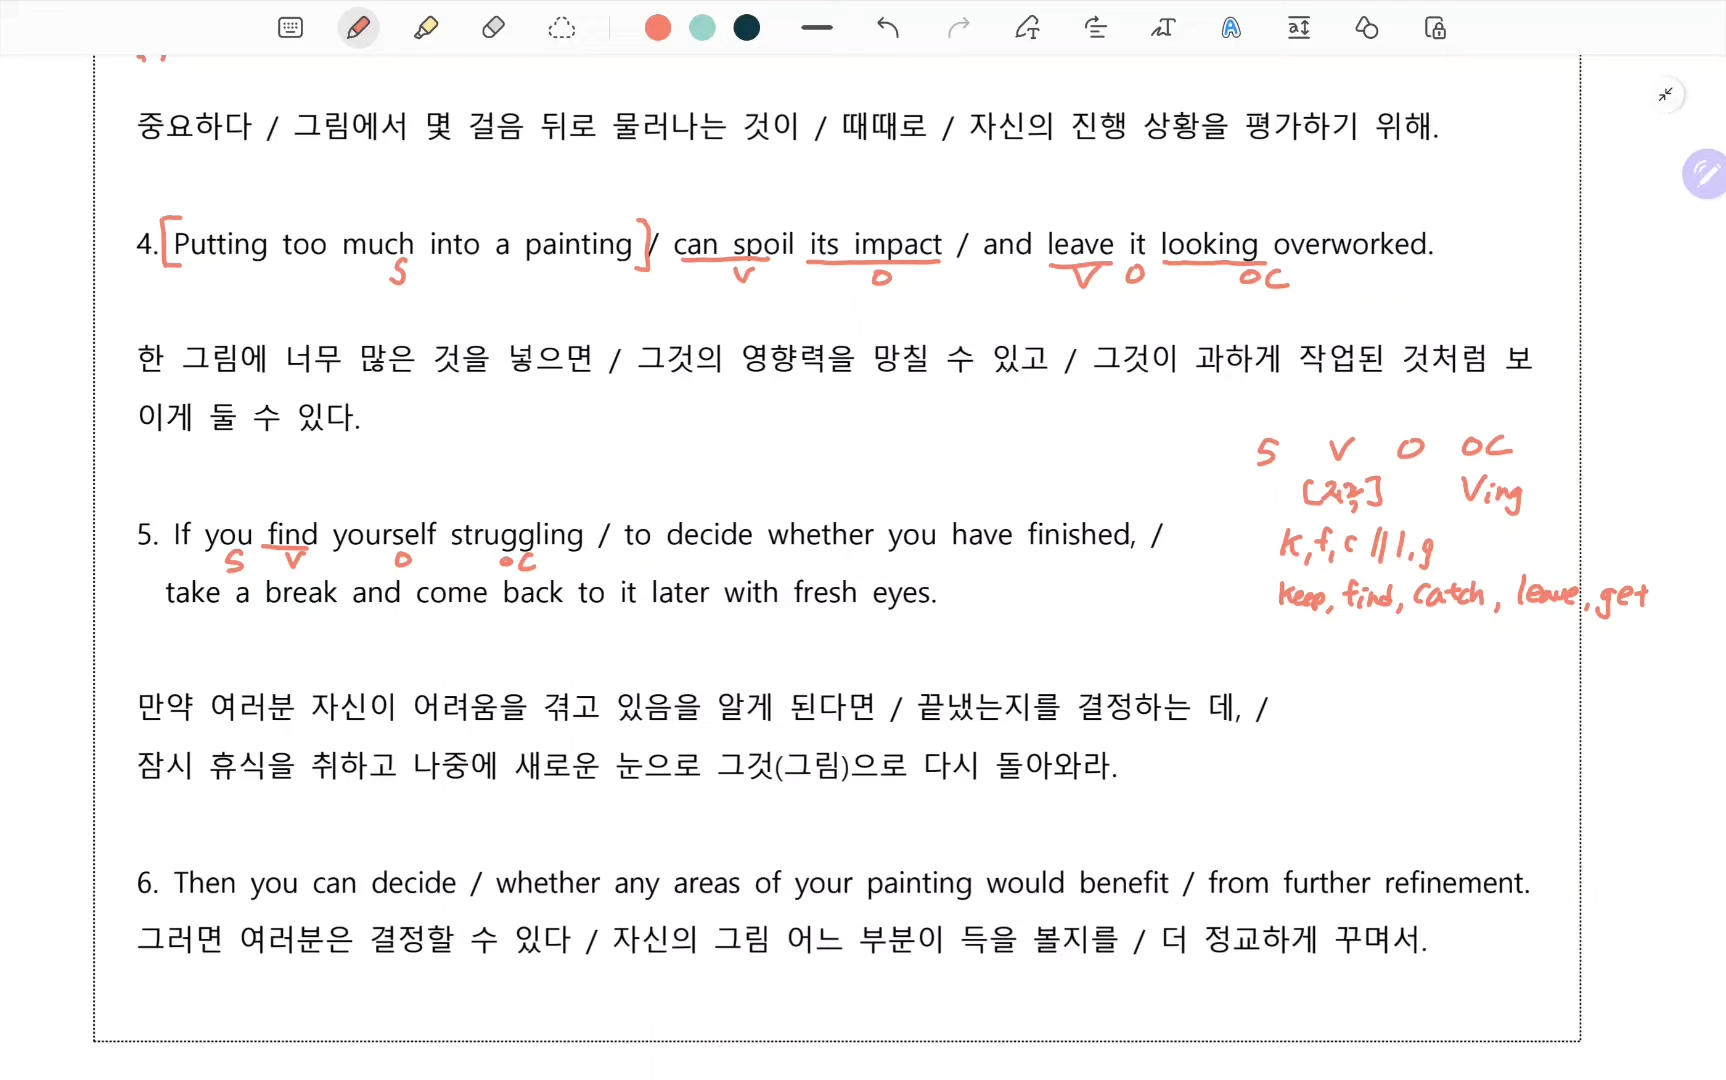 중요하다 / 그림에서 몇 걸음 뒤로 물러나는 것이 / 때때로 / 자신의 진행 상황을 평가하기 위해.
4. [Putting too much into a painting] / can spoil its impact / and leave it looking overworked.
S V O V O OC
한 그림에 너무 많은 것을 넣으면 / 그것의 영향력을 망칠 수 있고 / 그것이 과하게 작업된 것처럼 보
이게 둘 수 있다.
S V O OC
Ving
5. If you find yourself struggling / to decide whether you have finished, /
k, f, c // l, g
S V O OC
take a break and come back to it later with fresh eyes.
keep, find, catch, leave, get
만약 여러분 자신이 어려움을 겪고 있음을 알게 된다면 / 끝냈는지를 결정하는 데, /
잠시 휴식을 취하고 나중에 새로운 눈으로 그것(그림)으로 다시 돌아와라.
6. Then you can decide / whether any areas of your painting would benefit / from further refinement.
그러면 여러분은 결정할 수 있다 / 자신의 그림 어느 부분이 득을 볼지를 / 더 정교하게 꾸며서.